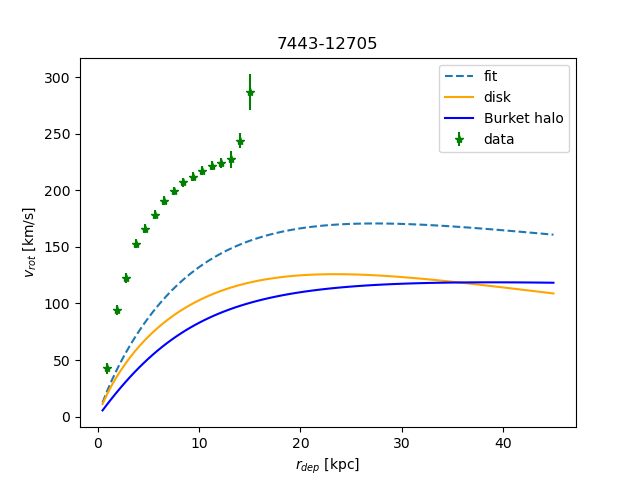 7443-12705
fit
disk
Burket halo
data
300
250
200
150
100
50
0
v_rot [km/s]
0 10 20 30 40
r_dep [kpc]